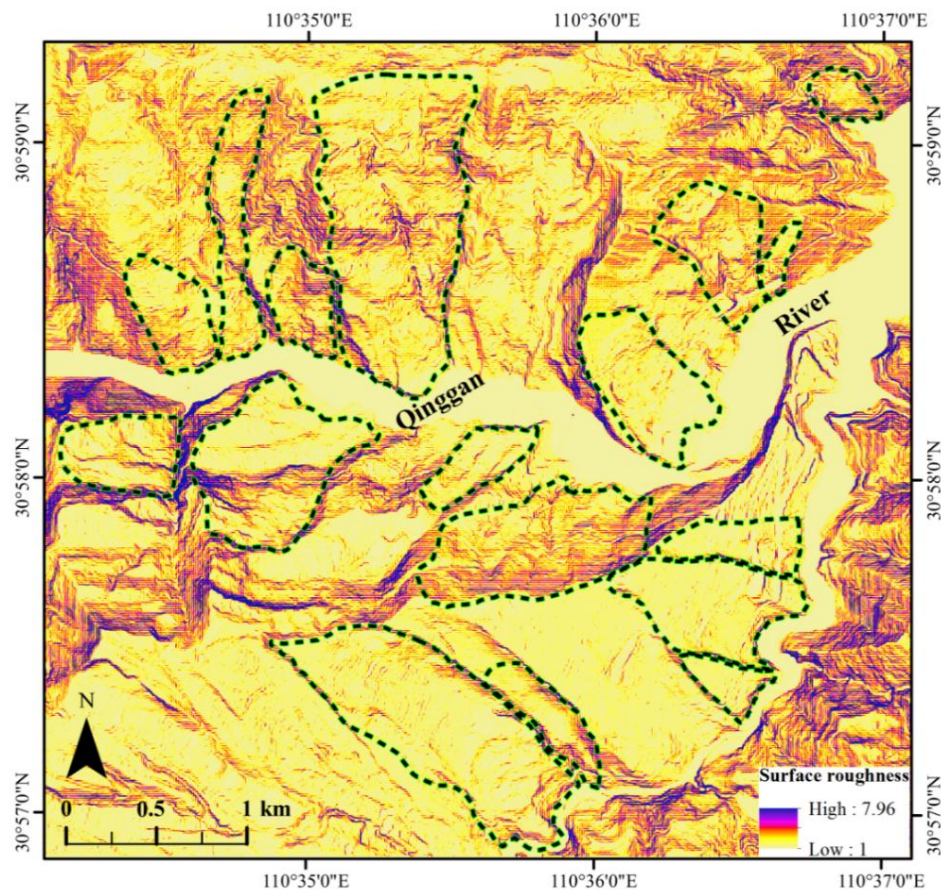 110°35'0"E 110°36'0"E 110°37'0"E
30°59'0"N 30°59'0"N
River
Qinggan
30°58'0"N 30°58'0"N
N
Surface roughness
0 0.5 1 km
High : 7.96
Low : 1
30°57'0"N 30°57'0"N
110°35'0"E 110°36'0"E 110°37'0"E